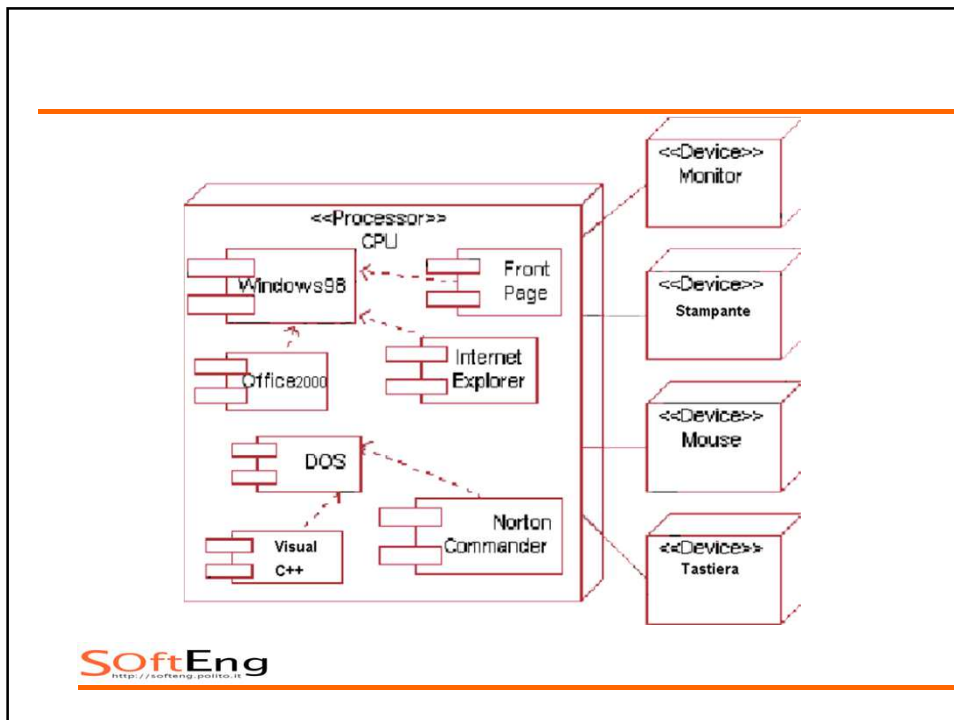 <<Processor>>
CPU
Windows98
Front
Page
Office2000
Internet
Explorer
DOS
Visual
C++
Norton
Commander
<<Device>>
Monitor
<<Device>>
Stampante
<<Device>>
Mouse
<<Device>>
Tastiera
SOftEng
http://softeng.polito.it